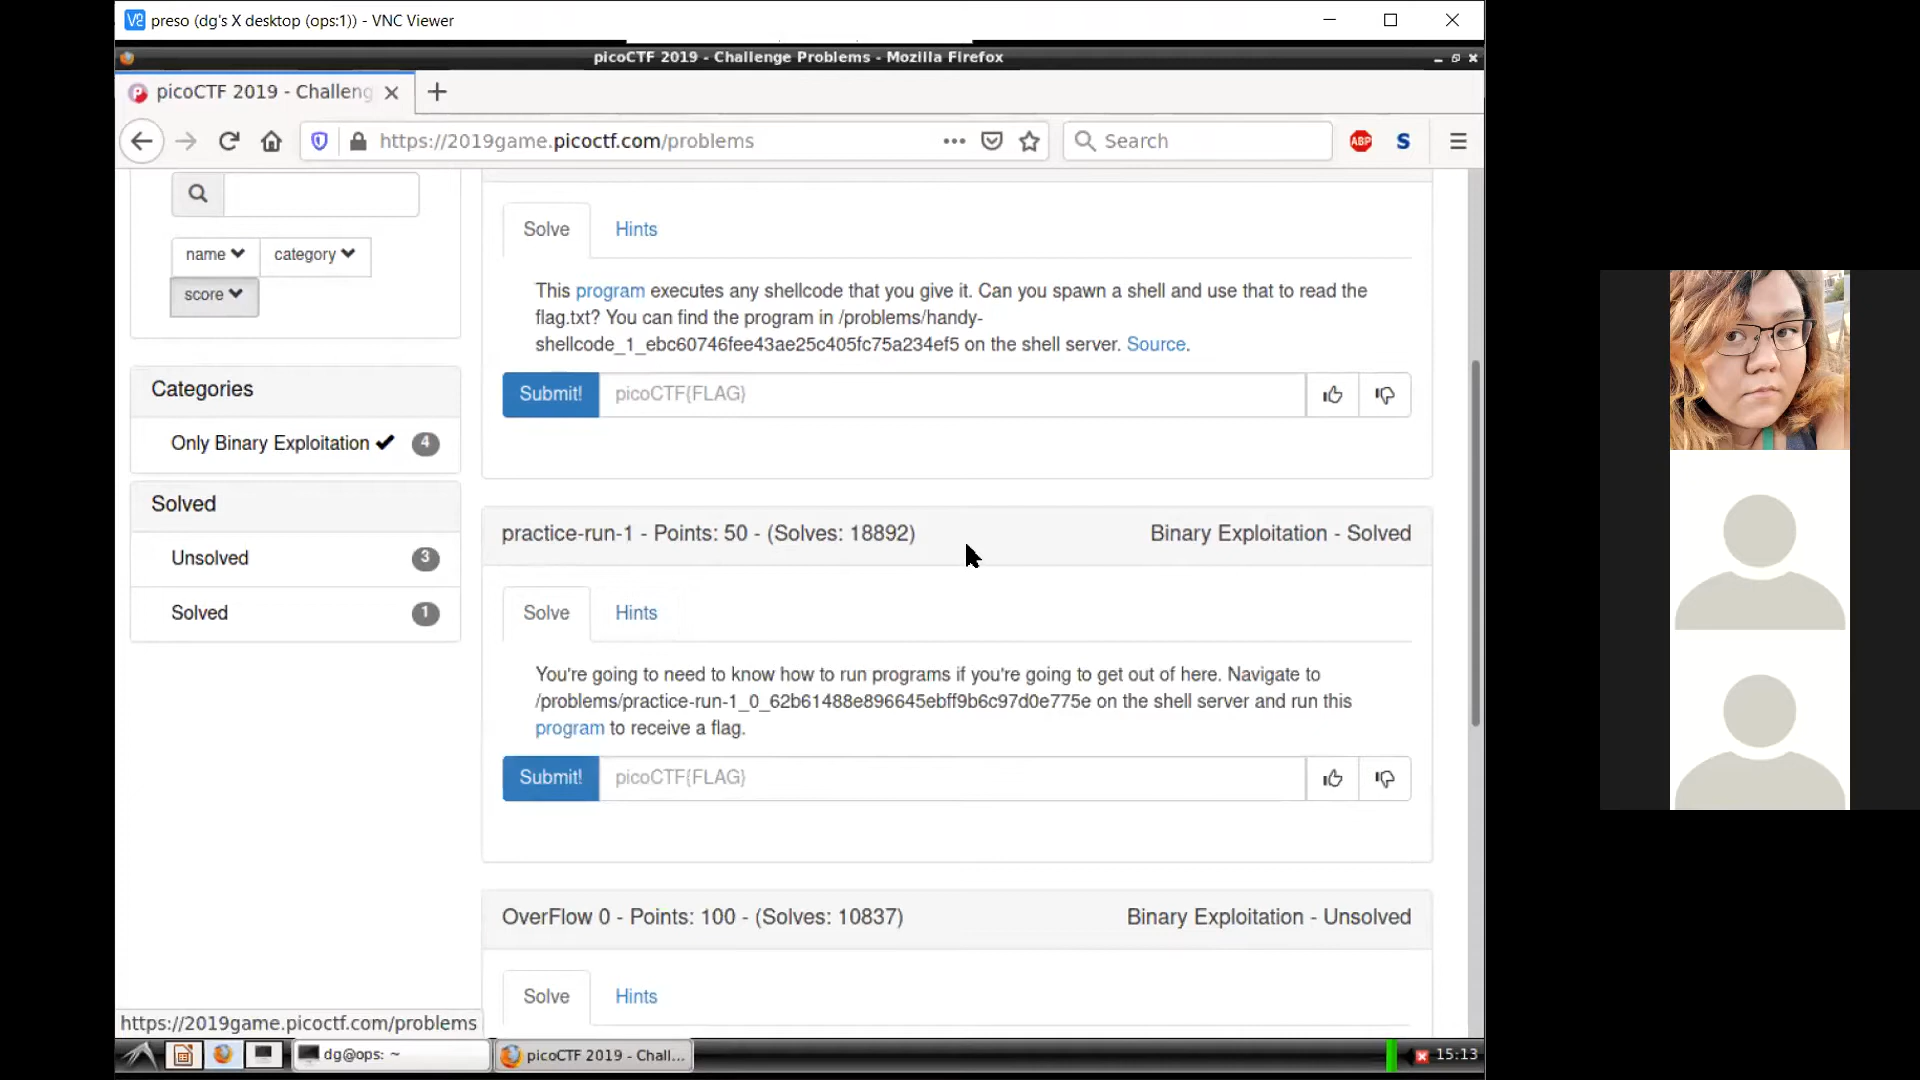 preso (dg's X desktop (ops:1)) - VNC Viewer
picoCTF 2019 - Challenge Problems - Mozilla Firefox
picoCTF 2019 - Challeng
https://2019game.picoctf.com/problems
Search
ABP
S
name
category
score
Categories
Only Binary Exploitation 4
Solved
Unsolved 3
Solved 1
Solve
Hints
This program executes any shellcode that you give it. Can you spawn a shell and use that to read the
flag.txt? You can find the program in /problems/handy-
shellcode_1_ebc60746fee43ae25c405fc75a234ef5 on the shell server. Source.
Submit!
picoCTF{FLAG}
practice-run-1 - Points: 50 - (Solves: 18892)
Binary Exploitation - Solved
Solve
Hints
You're going to need to know how to run programs if you're going to get out of here. Navigate to
/problems/practice-run-1_0_62b61488e896645ebff9b6c97d0e775e on the shell server and run this
program to receive a flag.
Submit!
picoCTF{FLAG}
OverFlow 0 - Points: 100 - (Solves: 10837)
Binary Exploitation - Unsolved
Solve
Hints
https://2019game.picoctf.com/problems
dg@ops: ~
picoCTF 2019 - Chall...
15:13